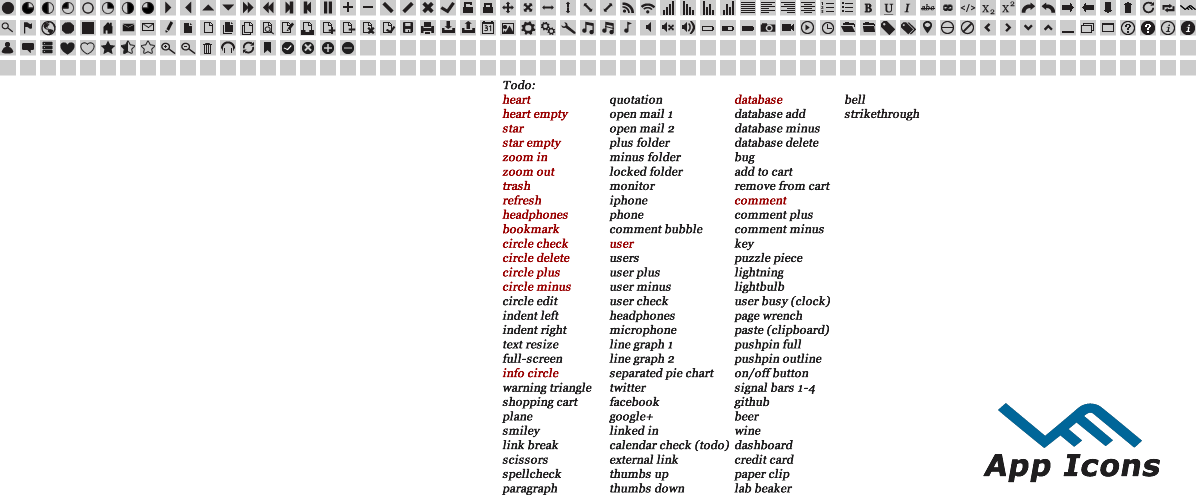 Todo:
heart
heart empty
star
star empty
zoom in
zoom out
trash
refresh
headphones
bookmark
circle check
circle delete
circle plus
circle minus
circle edit
indent left
indent right
text resize
full-screen
info circle
warning triangle
shopping cart
plane
smiley
link break
scissors
spellcheck
paragraph
quotation
open mail 1
open mail 2
plus folder
minus folder
locked folder
monitor
iphone
phone
comment bubble
user
users
user plus
user minus
user check
headphones
microphone
line graph 1
line graph 2
separated pie chart
twitter
facebook
google+
linked in
calendar check (todo)
external link
thumbs up
thumbs down
database
database add
database minus
database delete
bug
add to cart
remove from cart
comment
comment plus
comment minus
key
puzzle piece
lightning
lightbulb
user busy (clock)
page wrench
paste (clipboard)
pushpin full
pushpin outline
on/off button
signal bars 1-4
github
beer
wine
dashboard
credit card
paper clip
lab beaker
bell
strikethrough
App Icons